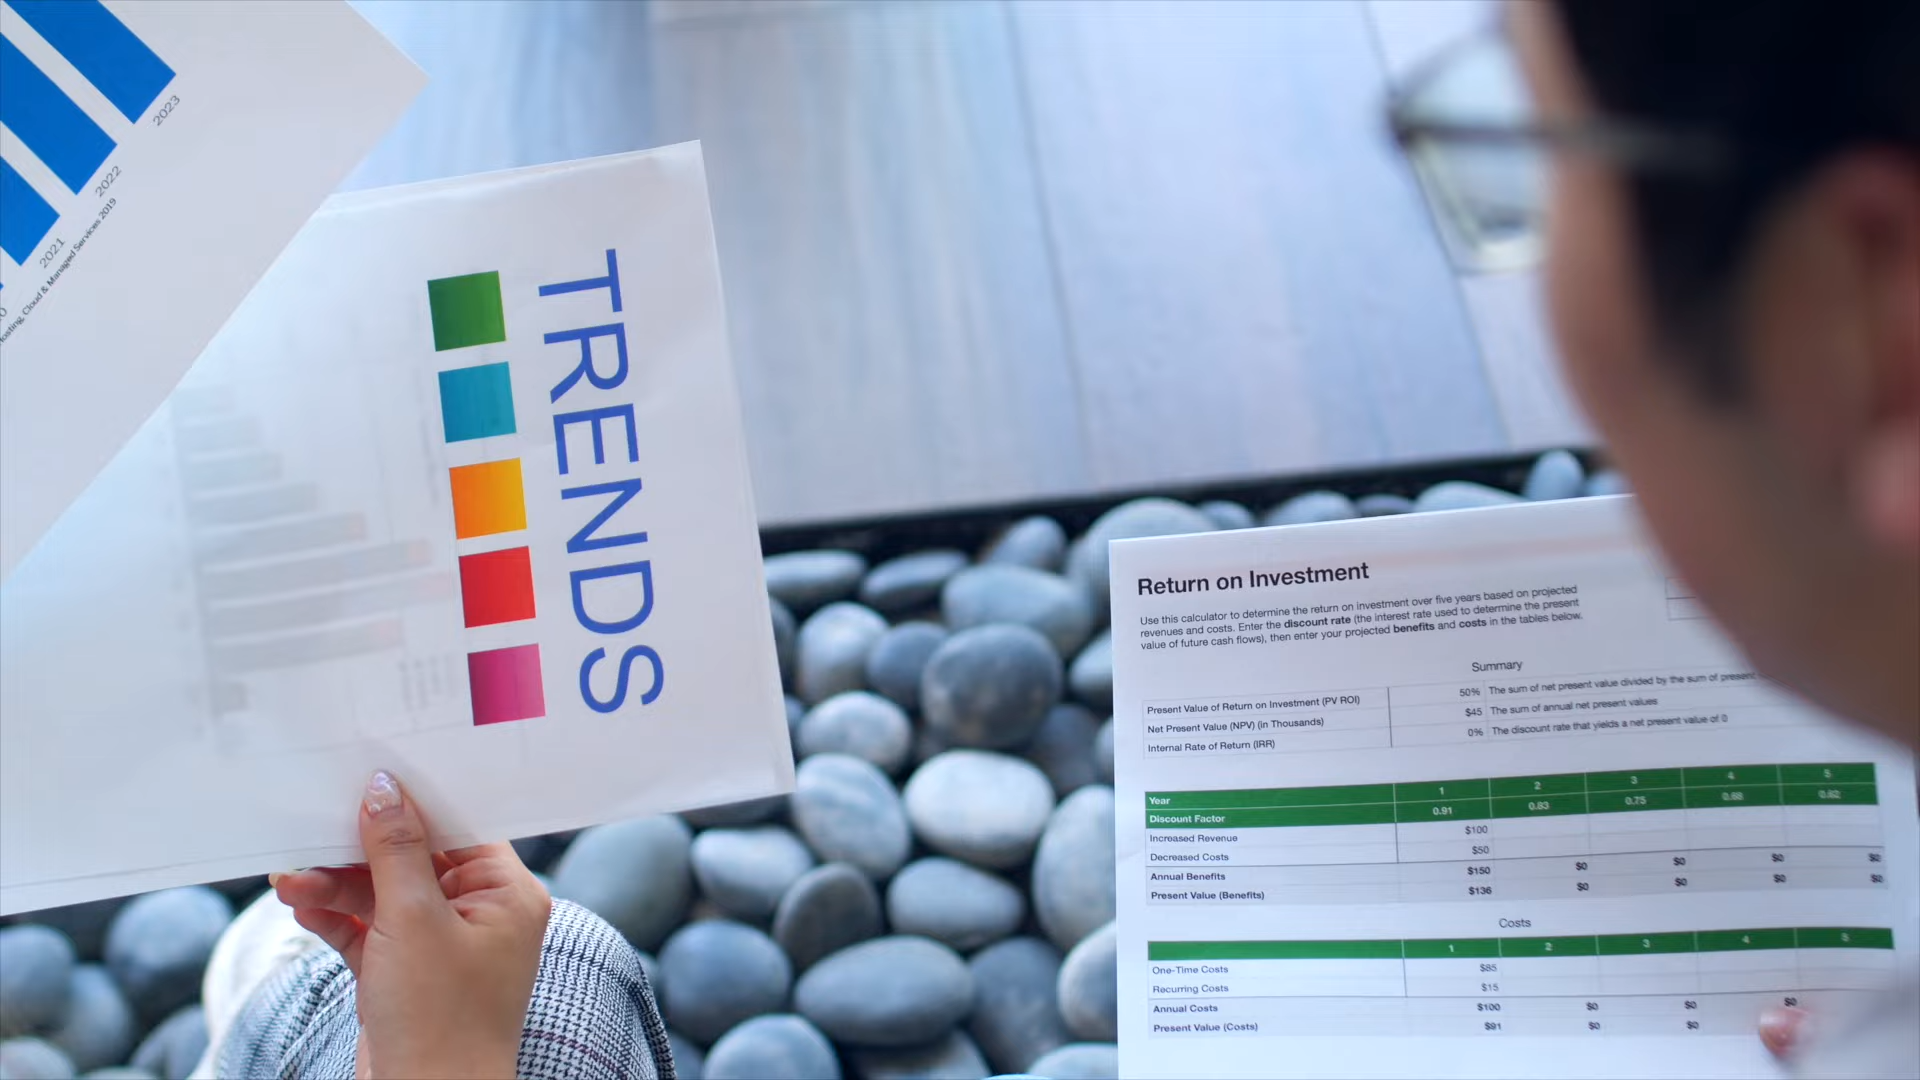 2023
2022
2021
Hosting, Cloud & Managed Services 2019
TRENDS
Return on Investment
Use this calculator to determine the return on investment over five years based on projected
revenues and costs. Enter the discount rate (the interest rate used to determine the present
value of future cash flows), then enter your projected benefits and costs in the tables below.
Summary
Present Value of Return on Investment (PV ROI) 50% The sum of net present value divided by the sum of present
Net Present Value (NPV) (in Thousands) $45 The sum of annual net present values
Internal Rate of Return (IRR) 0% The discount rate that yields a net present value of 0
Year 1 2 3 4 5
Discount Factor 0.91 0.83 0.75 0.68 0.62
Increased Revenue $100
Decreased Costs $50
Annual Benefits $150 $0 $0 $0 $0
Present Value (Benefits) $136 $0 $0 $0 $0
Costs
1 2 3 4 5
One-Time Costs $85
Recurring Costs $15
Annual Costs $100 $0 $0 $0
Present Value (Costs) $91 $0 $0